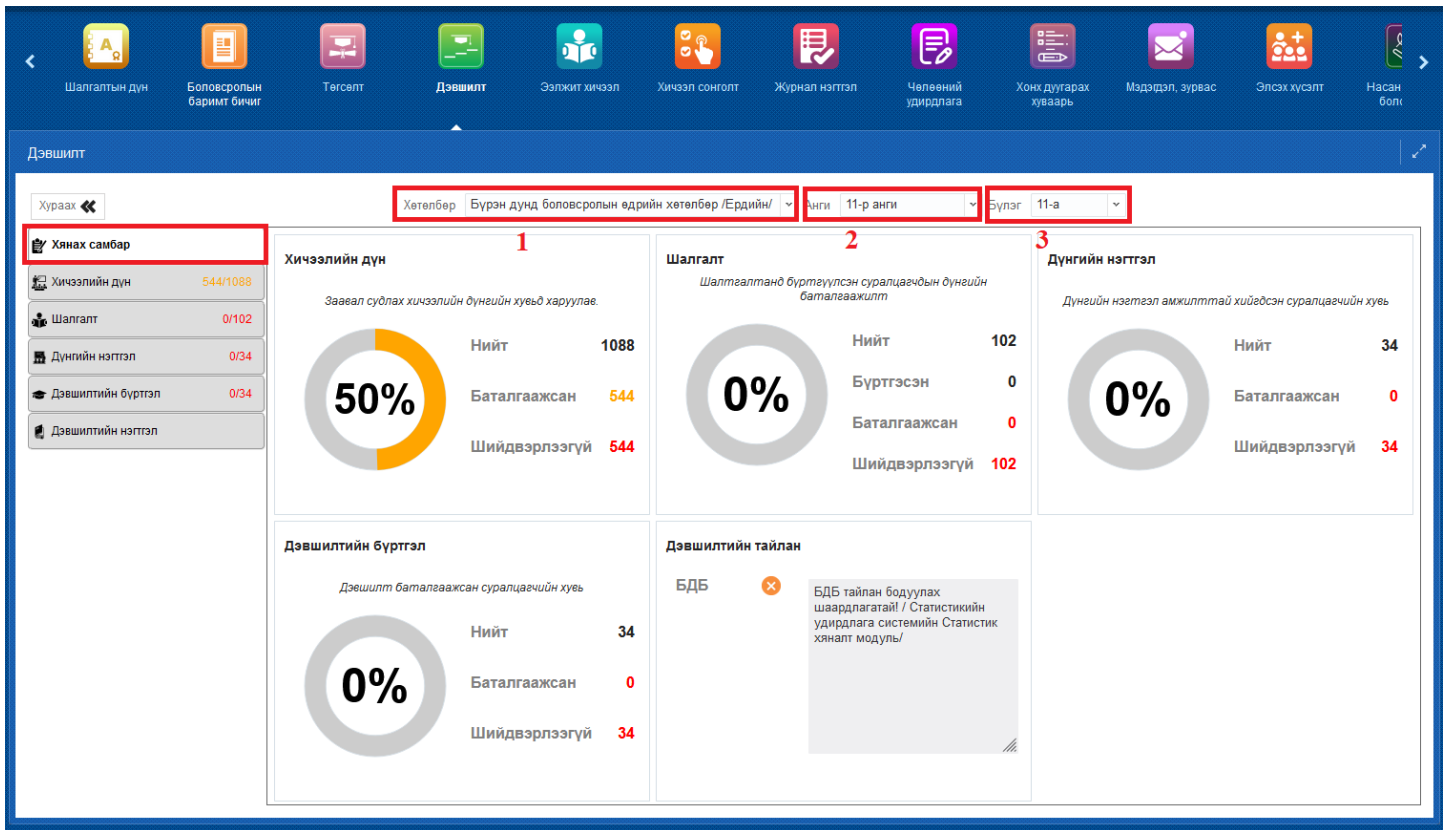 Шалгалтын дүн
Боловсролын
баримт бичиг
Төгсөлт
Дэвшилт
Ээлжит хичээл
Хичээл сонголт
Журнал нэгтгэл
Чөлөөний
удирдлага
Хонх дуугарах
хуваарь
Мэдэгдэл, зурвас
Элсэх хүсэлт
Насан
боло
Дэвшилт
Хураах
Хөтөлбөр Бүрэн дунд боловсролын өдрийн хөтөлбөр /Ердийн/
Анги 11-р анги
Бүлэг 11-а
1
2
3
Хянах самбар
Хичээлийн дүн 544/1088
Шалгалт 0/102
Дүнгийн нэгтгэл 0/34
Дэвшилтийн бүртгэл 0/34
Дэвшилтийн нэгтгэл
Хичээлийн дүн
Заавал судлах хичээлийн дүнгийн хувьд харуулав.
50%
Нийт 1088
Баталгаажсан 544
Шийдвэрлээгүй 544
Шалгалт
Шалтгалтанд бүртгүүлсэн суралцагчдын дүнгийн
баталгаажилт
0%
Нийт 102
Бүртгэсэн 0
Баталгаажсан 0
Шийдвэрлээгүй 102
Дүнгийн нэгтгэл
Дүнгийн нэгтгэл амжилттай хийгдсэн суралцагчийн хувь
0%
Нийт 34
Баталгаажсан 0
Шийдвэрлээгүй 34
Дэвшилтийн бүртгэл
Дэвшилт баталгаажсан суралцагчийн хувь
0%
Нийт 34
Баталгаажсан 0
Шийдвэрлээгүй 34
Дэвшилтийн тайлан
БДБ
БДБ тайлан бодуулах
шаардлагатай! / Статистикийн
удирдлага системийн Статистик
хяналт модуль/